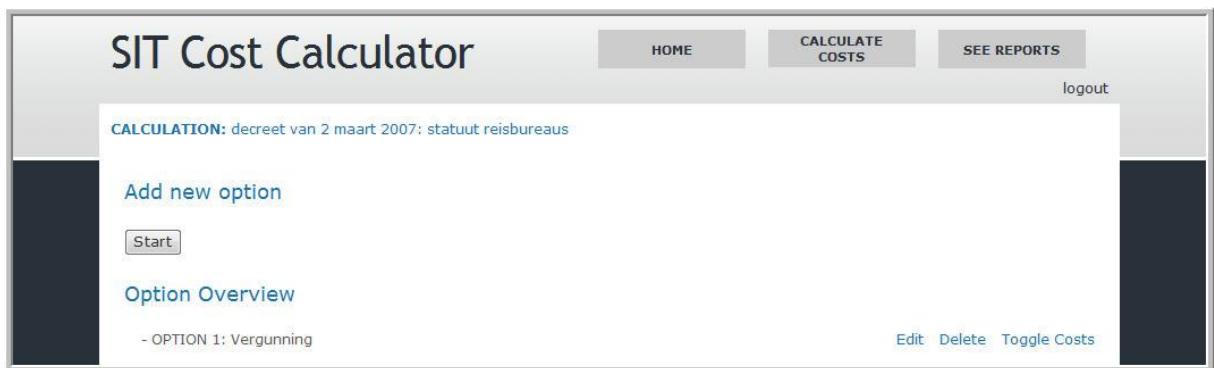 SIT Cost Calculator
HOME
CALCULATE
COSTS
SEE REPORTS
logout
CALCULATION: decreet van 2 maart 2007: statuut reisbureaus
Add new option
Start
Option Overview
- OPTION 1: Vergunning
Edit Delete Toggle Costs